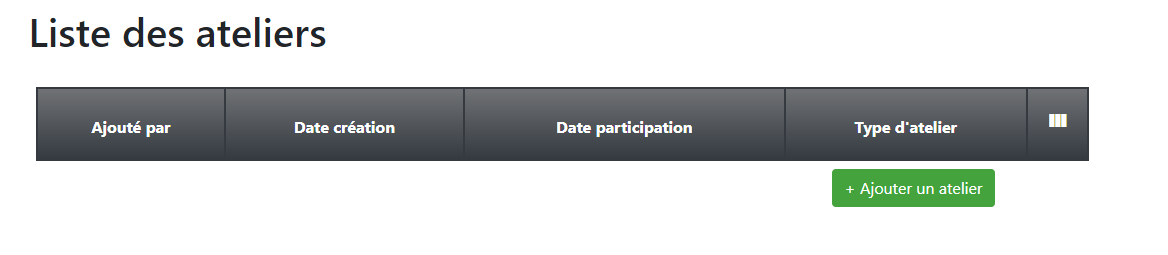 Liste des ateliers
Ajouté par Date création Date participation Type d'atelier
+ Ajouter un atelier